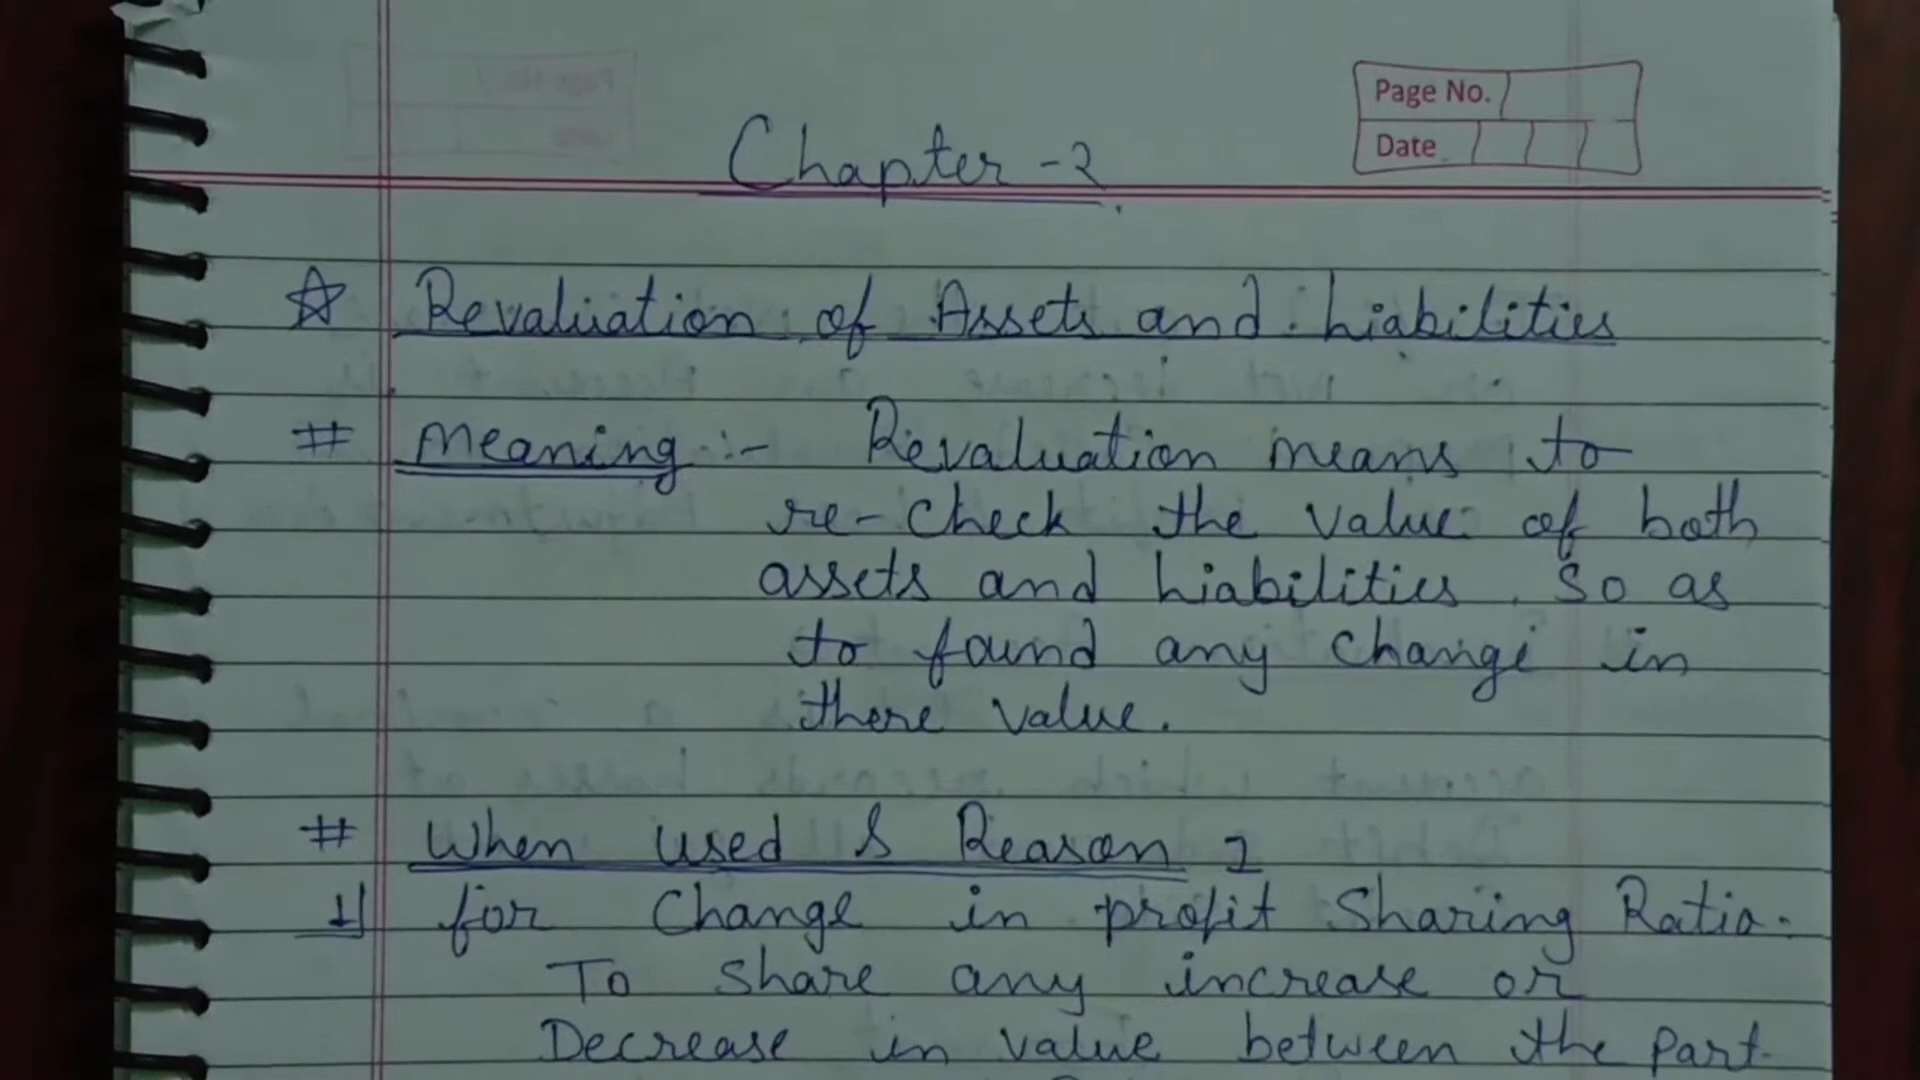 Page No.
Date
Chapter -2
☆ Revaluation of Assets and Liabilities
# Meaning :- Revaluation means to
re-check the value of both
assets and Liabilities. So as
to found any change in
there value.
# When used & Reason :
1) for Change in profit Sharing Ratio.
To share any increase or
Decrease in value between the part